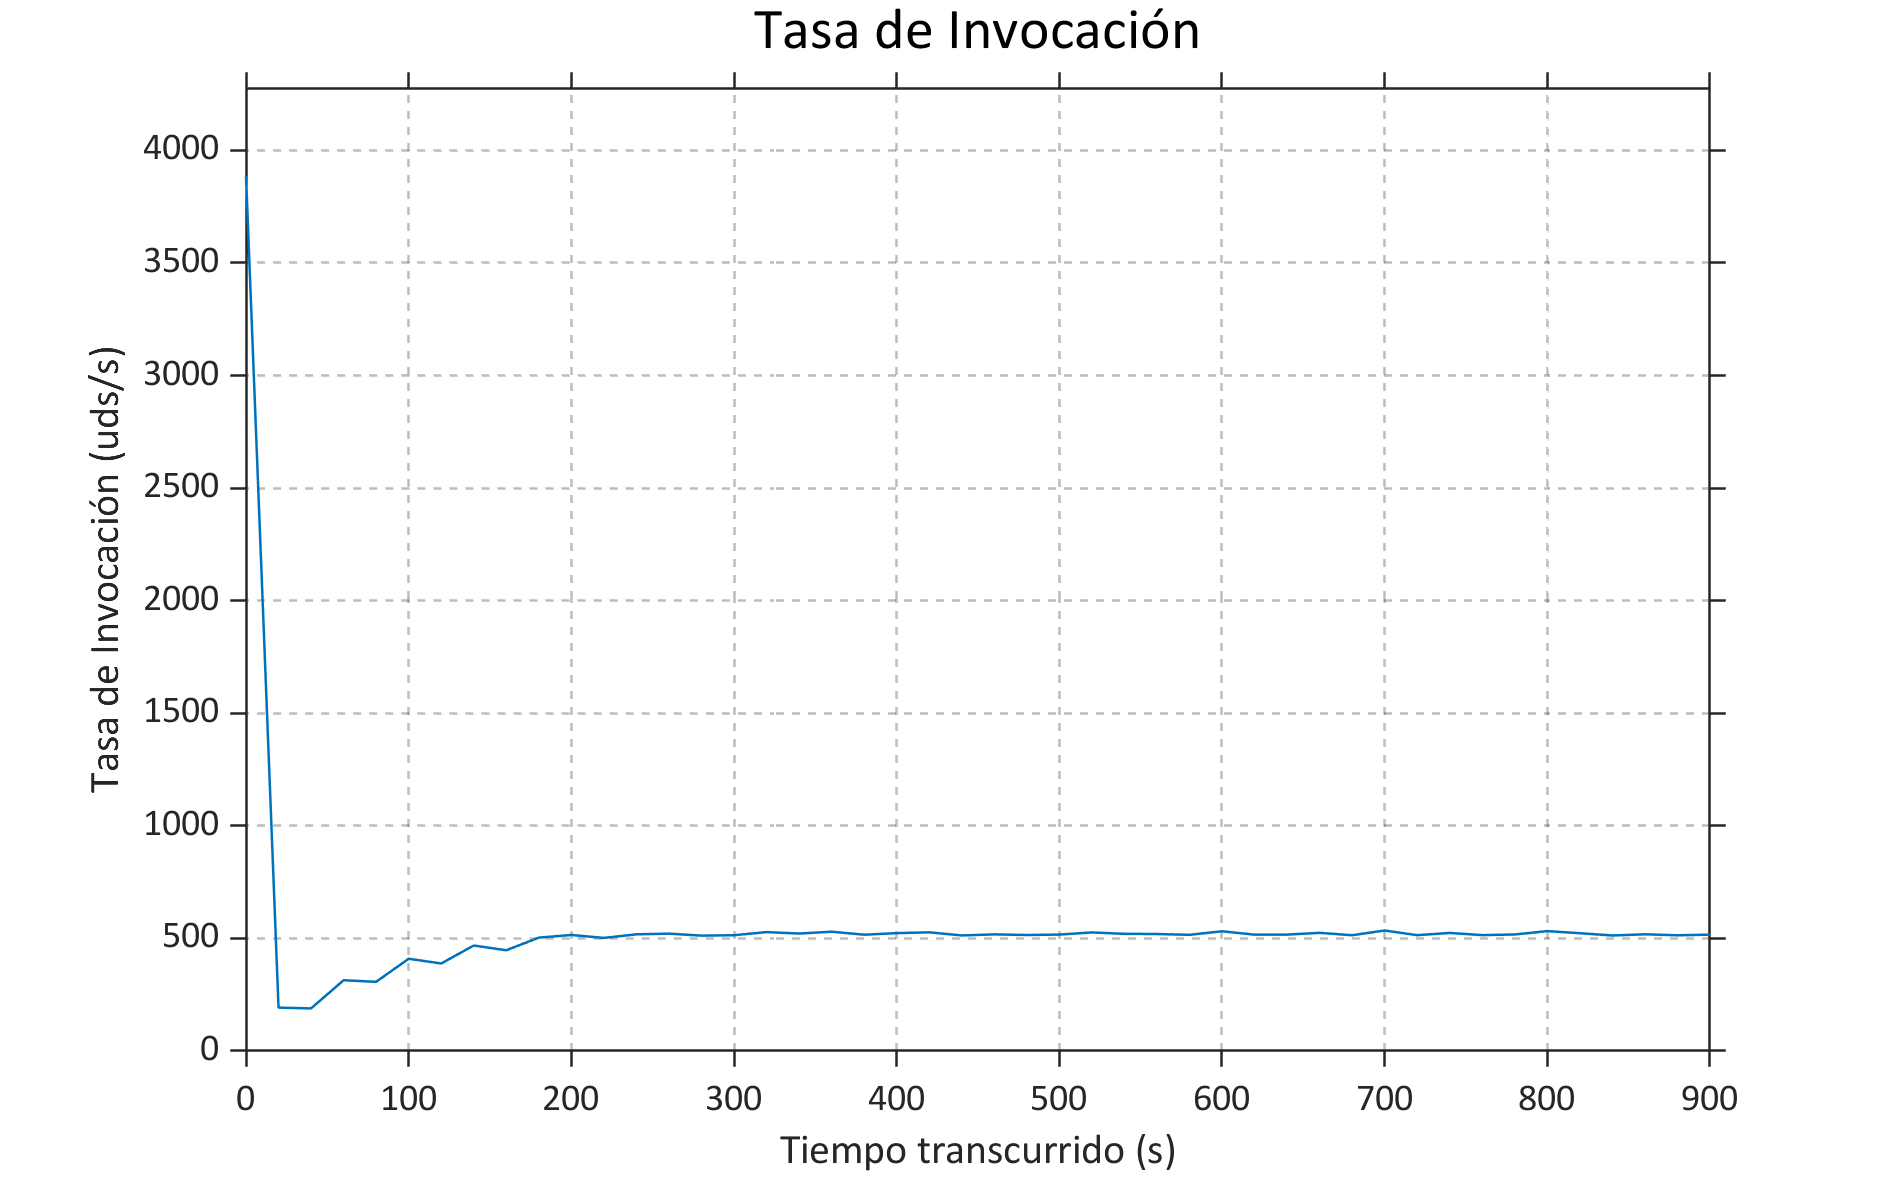 Tasa de Invocación
4000
3500
3000
2500
2000
1500
1000
500
0
Tasa de Invocación (uds/s)
0 100 200 300 400 500 600 700 800 900
Tiempo transcurrido (s)